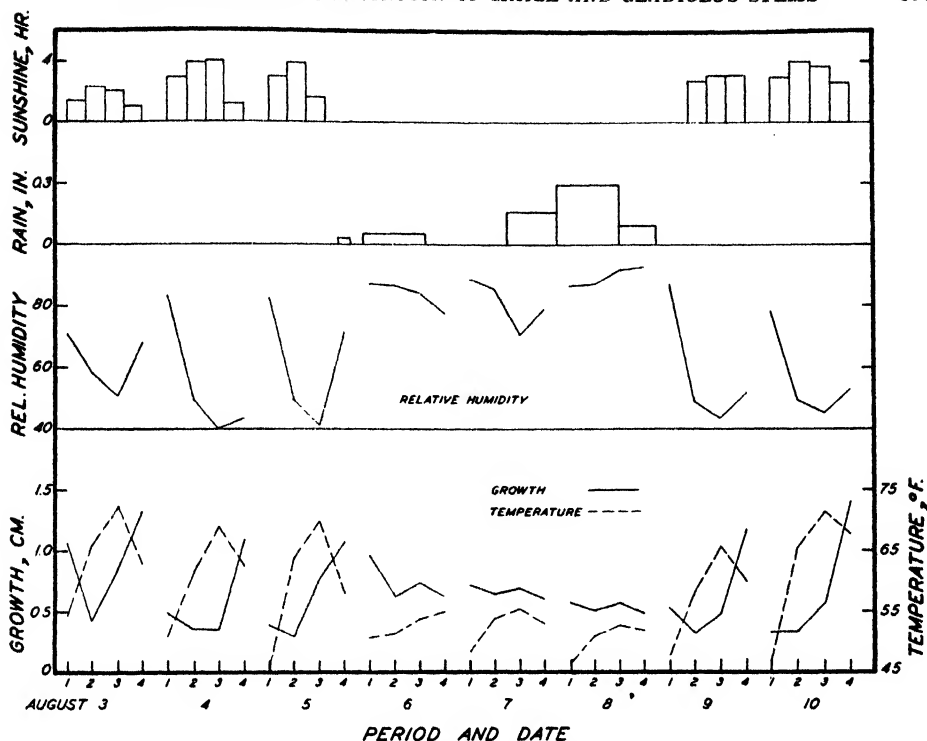 AND GLADIOLUS STEMS
SUNSHINE, HR.
4
0
RAIN, IN.
0.3
0
REL. HUMIDITY
80
60
40
RELATIVE HUMIDITY
GROWTH, CM.
1.5
1.0
0.5
0
GROWTH
TEMPERATURE
75
65
55
45
TEMPERATURE, °F.
1 2 3 4 1 2 3 4 1 2 3 4 1 2 3 4 1 2 3 4 1 2 3 4 1 2 3 4 1 2 3 4
AUGUST 3 4 5 6 7 8 9 10
PERIOD AND DATE